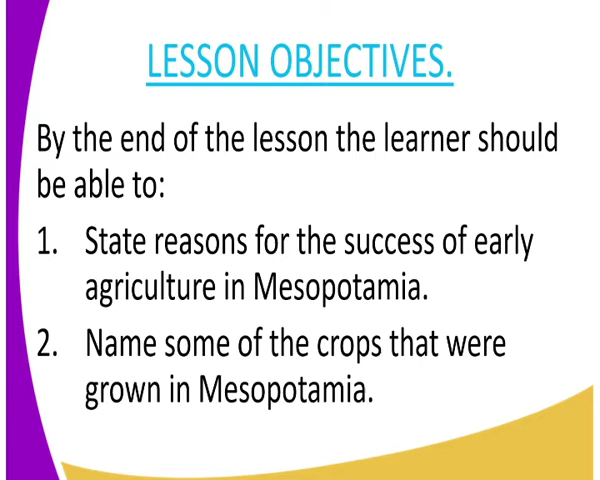 LESSON OBJECTIVES.
By the end of the lesson the learner should
be able to:
1. State reasons for the success of early
agriculture in Mesopotamia.
2. Name some of the crops that were
grown in Mesopotamia.